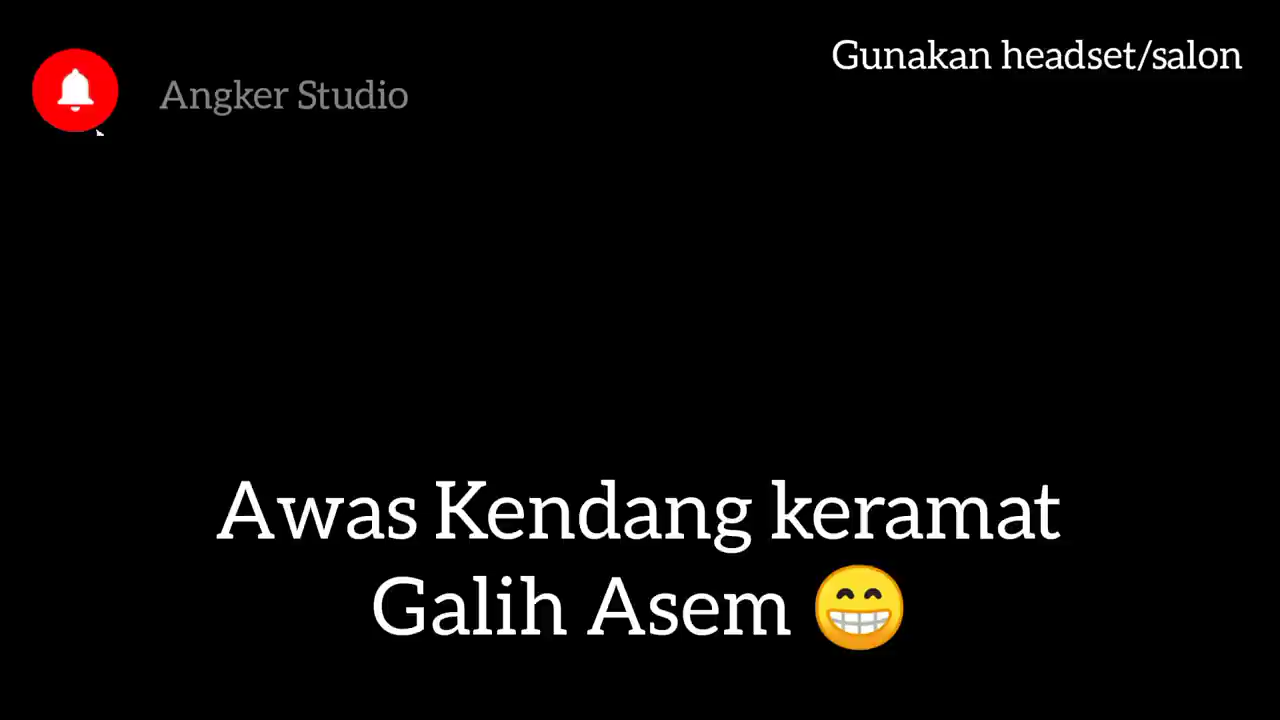 Gunakan headset/salon
Angker Studio
Awas Kendang keramat
Galih Asem 😁